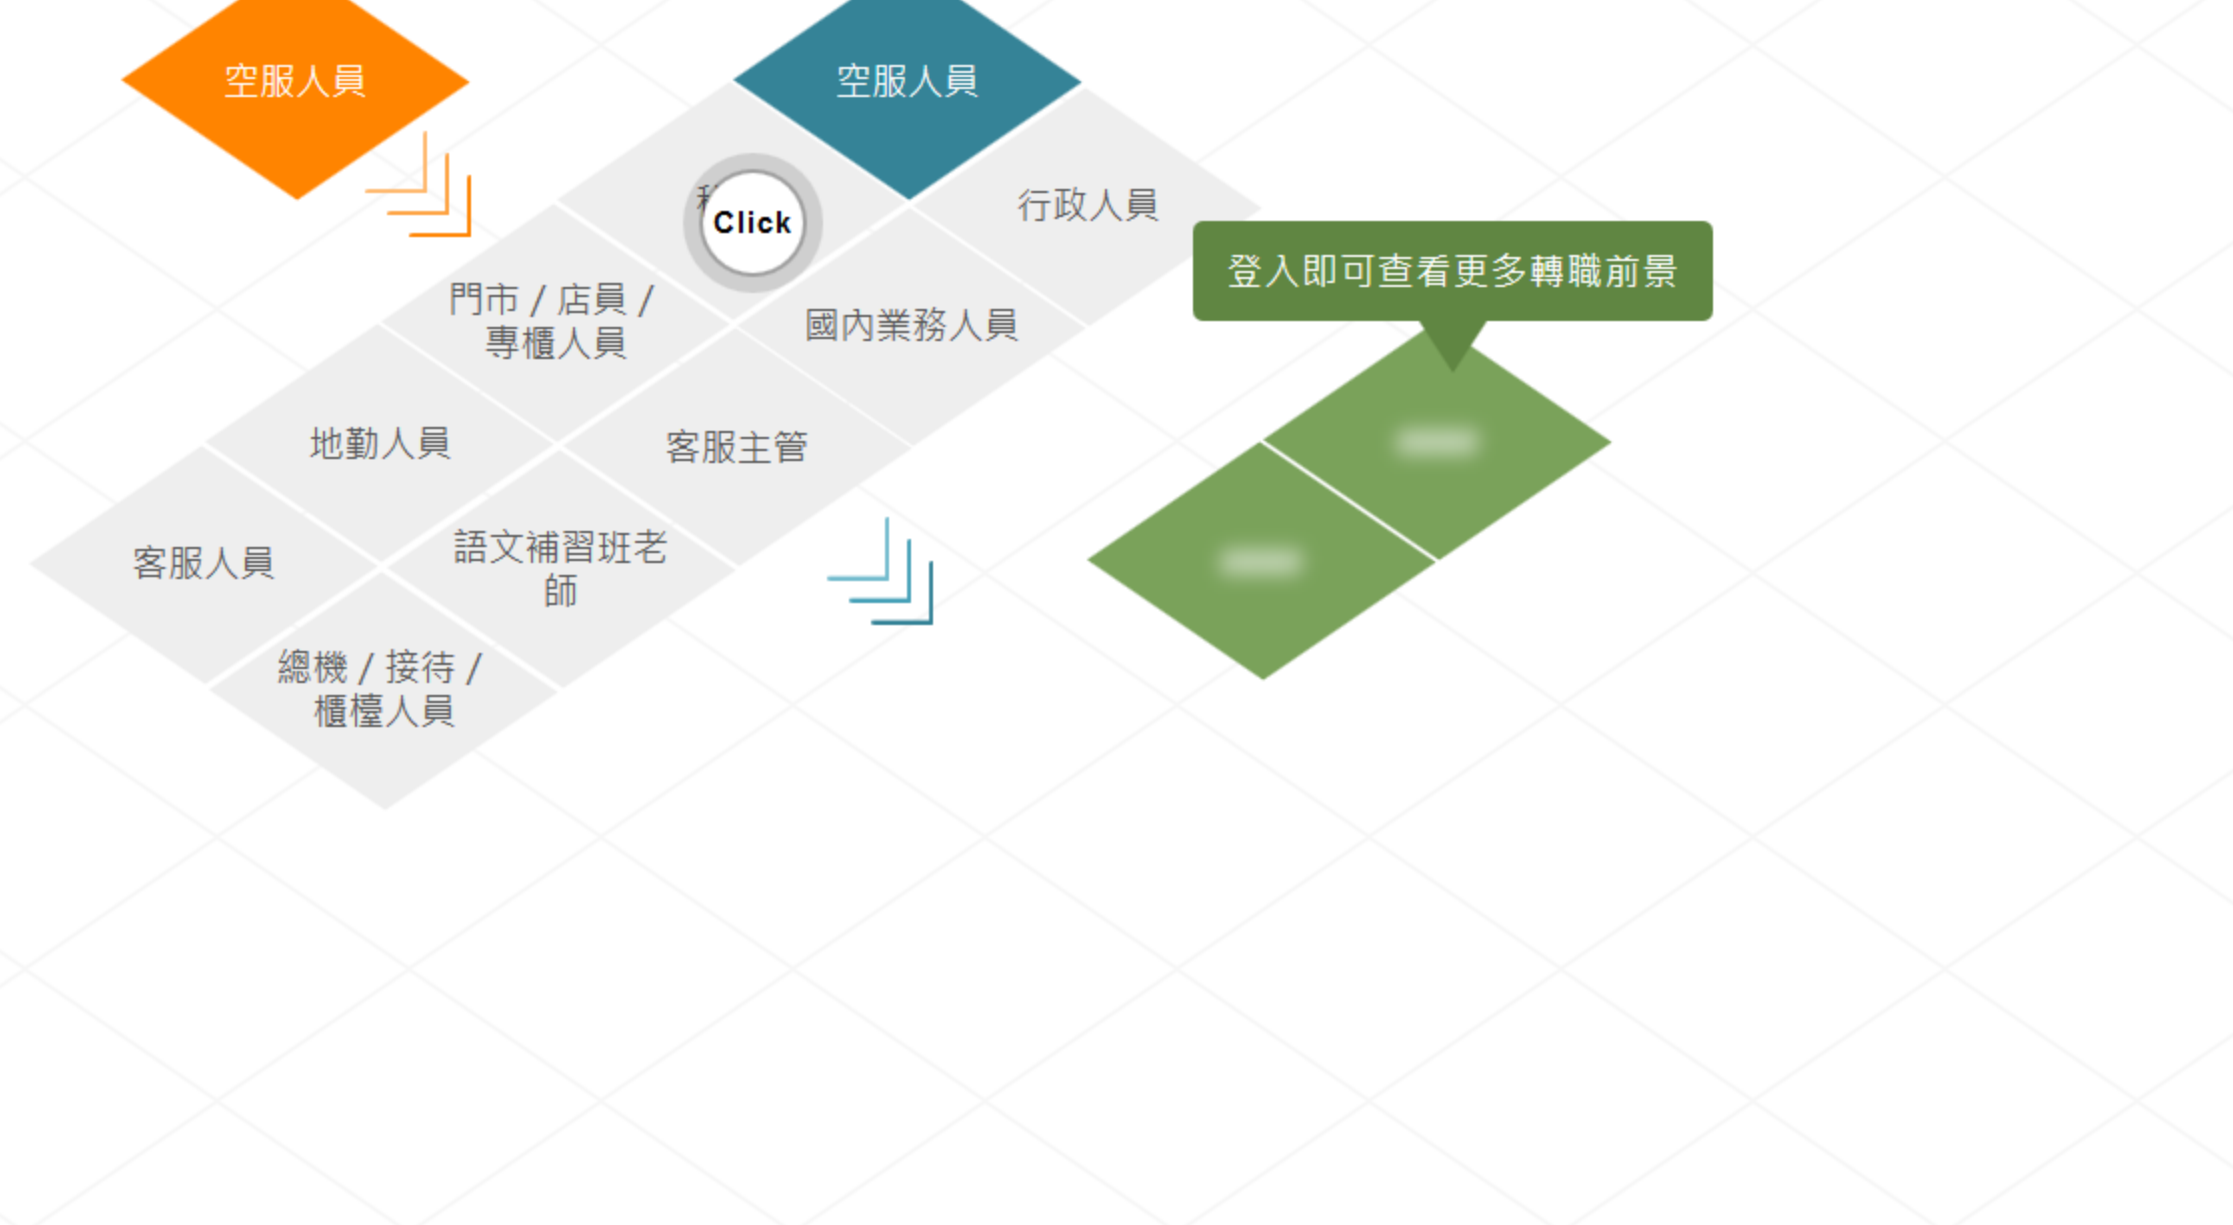 空服人員
空服人員
Click
行政人員
登入即可查看更多轉職前景
門市 / 店員 /
專櫃人員
國內業務人員
地勤人員
客服主管
客服人員
語文補習班老
師
總機 / 接待 /
櫃檯人員